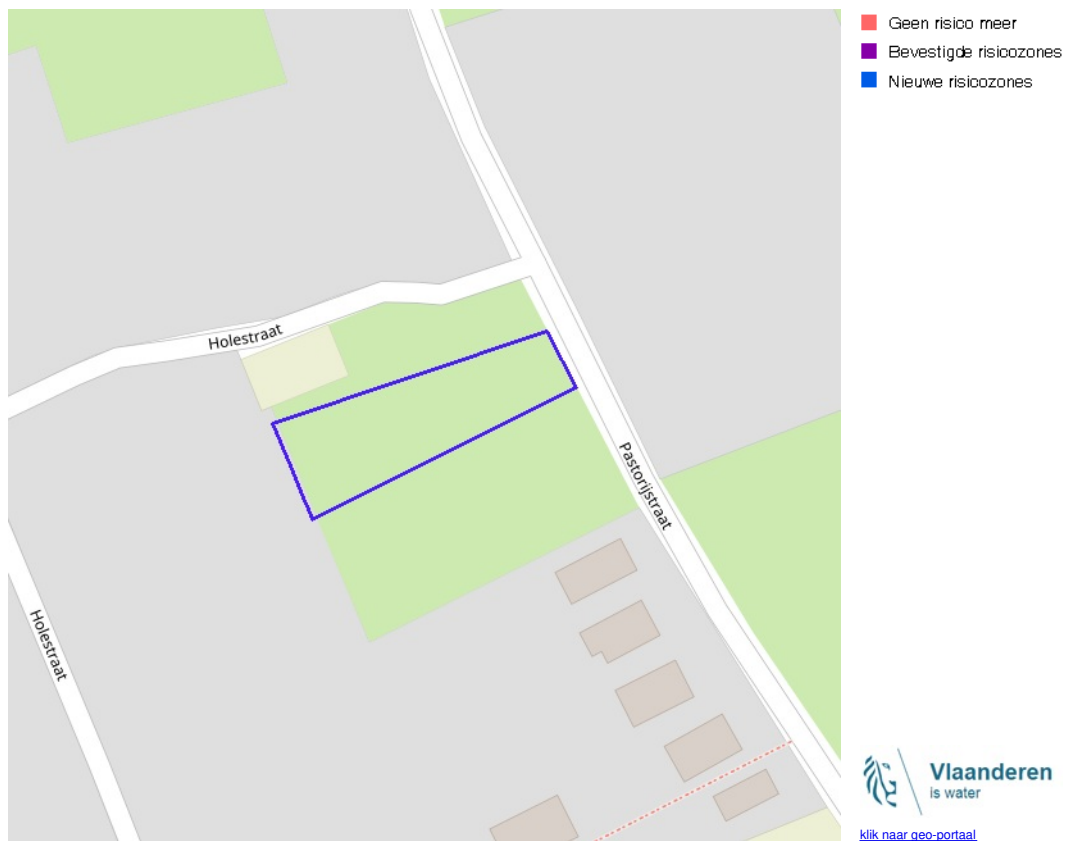 Geen risico meer
Bevestigde risicozones
Nieuwe risicozones
Holestraat
Pastorijstraat
Holestraat
Vlaanderen
is water
klik naar geo-portaal